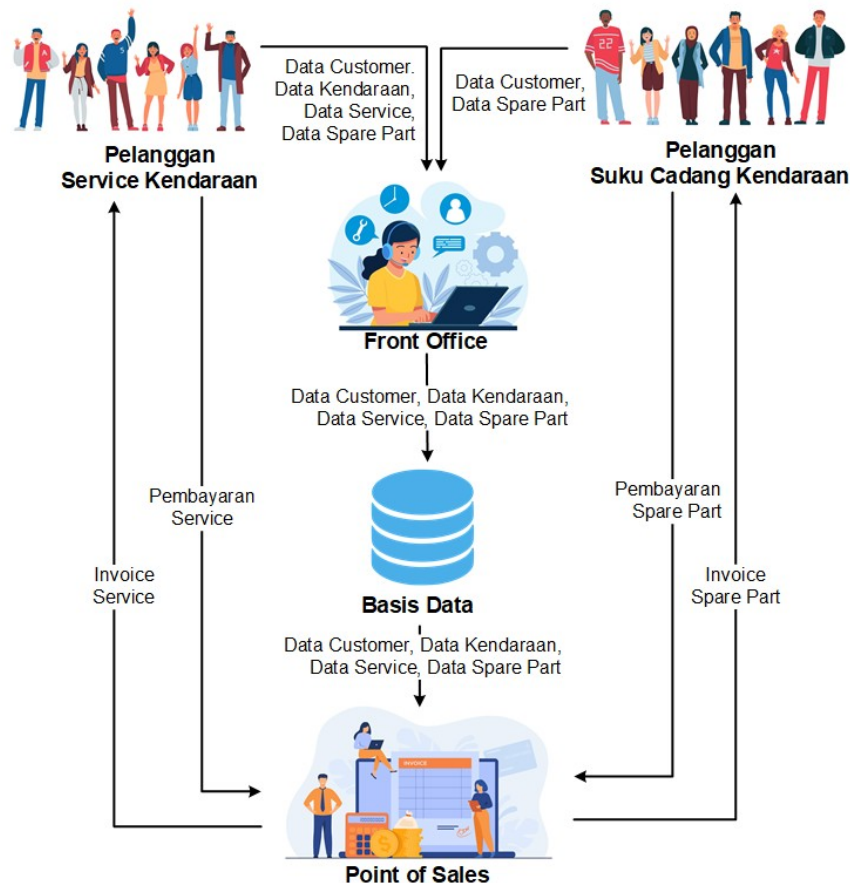 Data Customer.
Data Kendaraan,
Data Service,
Data Spare Part
Data Customer,
Data Spare Part
Pelanggan
Service Kendaraan
Pelanggan
Suku Cadang Kendaraan
A
5
22
Front Office
Data Customer, Data Kendaraan,
Data Service, Data Spare Part
Pembayaran
Service
Pembayaran
Spare Part
Invoice
Service
Invoice
Spare Part
Basis Data
Data Customer, Data Kendaraan,
Data Service, Data Spare Part
INVOICE
Point of Sales